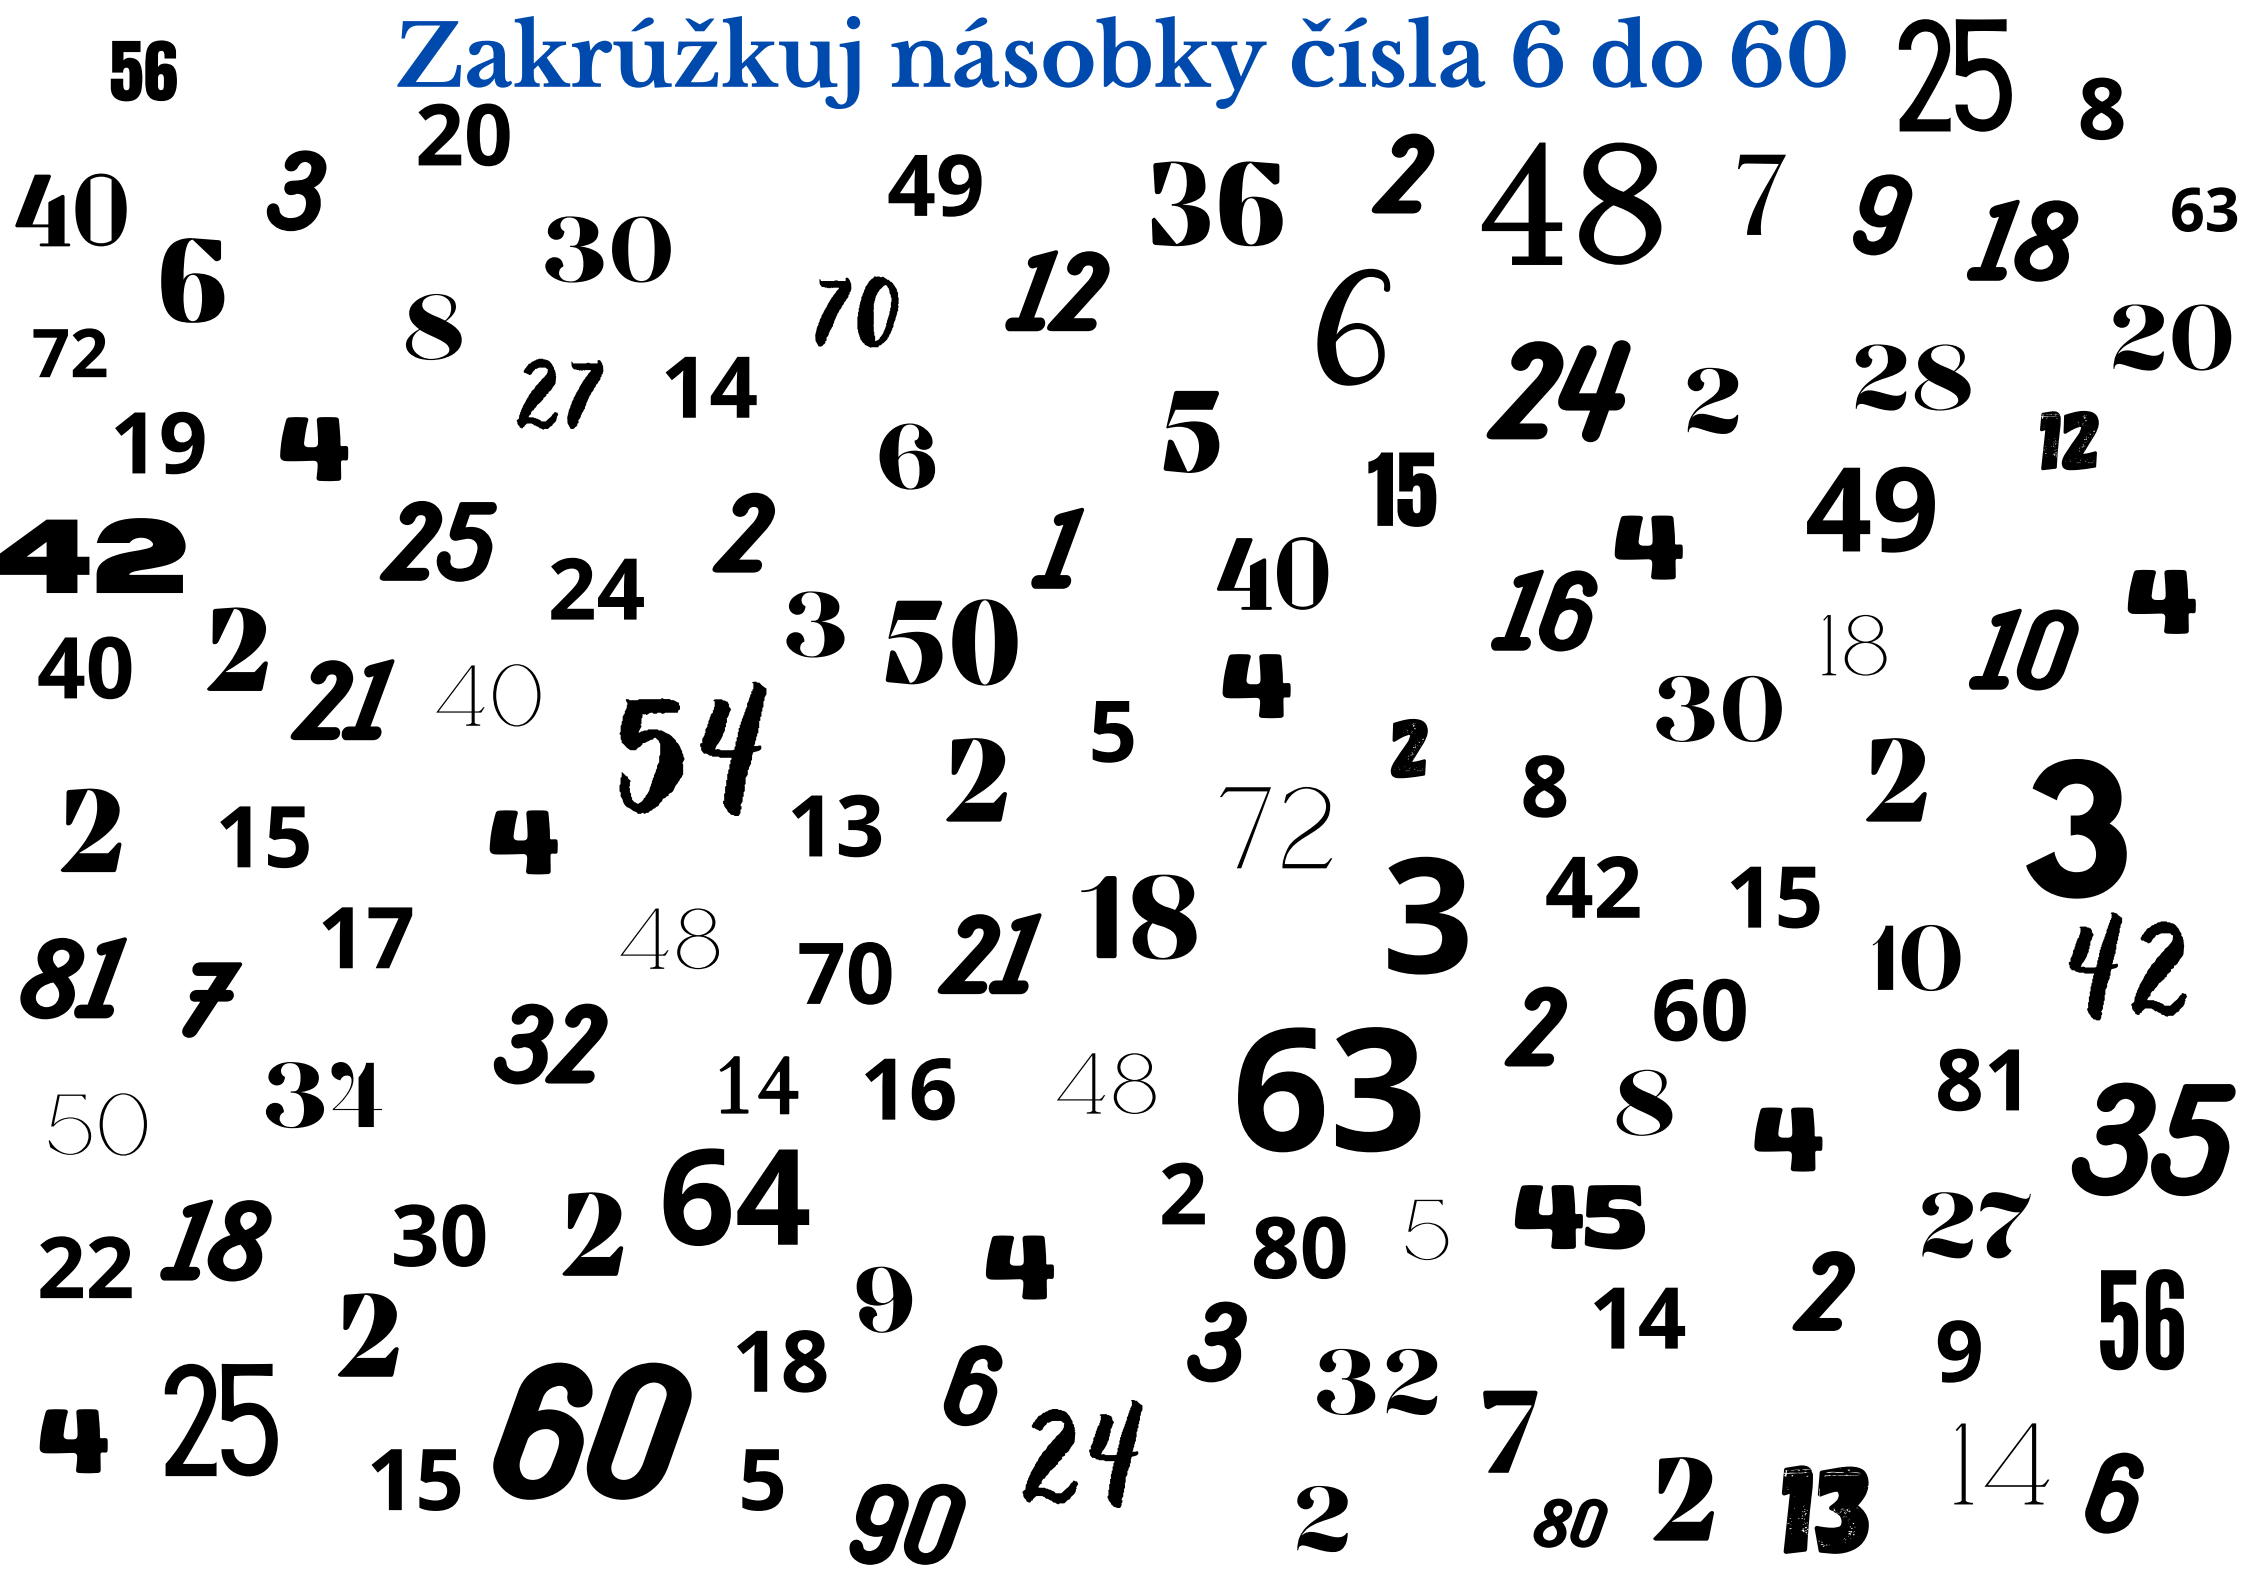 Zakrúžkuj násobky čísla 6 do 60
56 25 8
20
40 3 49 36 2 48 7 9 18 63
6 30 70 12 6
72 8 27 14 24 2 28 20
19 4 6 5 15 49 12
42 25 24 2 3 50 1 40 16 4 18 10 4
40 2 21 40 54 2 5 4 2 30 2
2 15 4 13 72 8 3
17 48 70 21 18 3 42 15 10 42
81 7 32 63 2 60
50 34 14 16 48 8 4 81 35
22 18 30 2 64 4 2 80 5 45 27
2 18 9 3 14 2 9 56
4 25 15 60 5 6 24 32 7 14 6
90 2 80 2 13